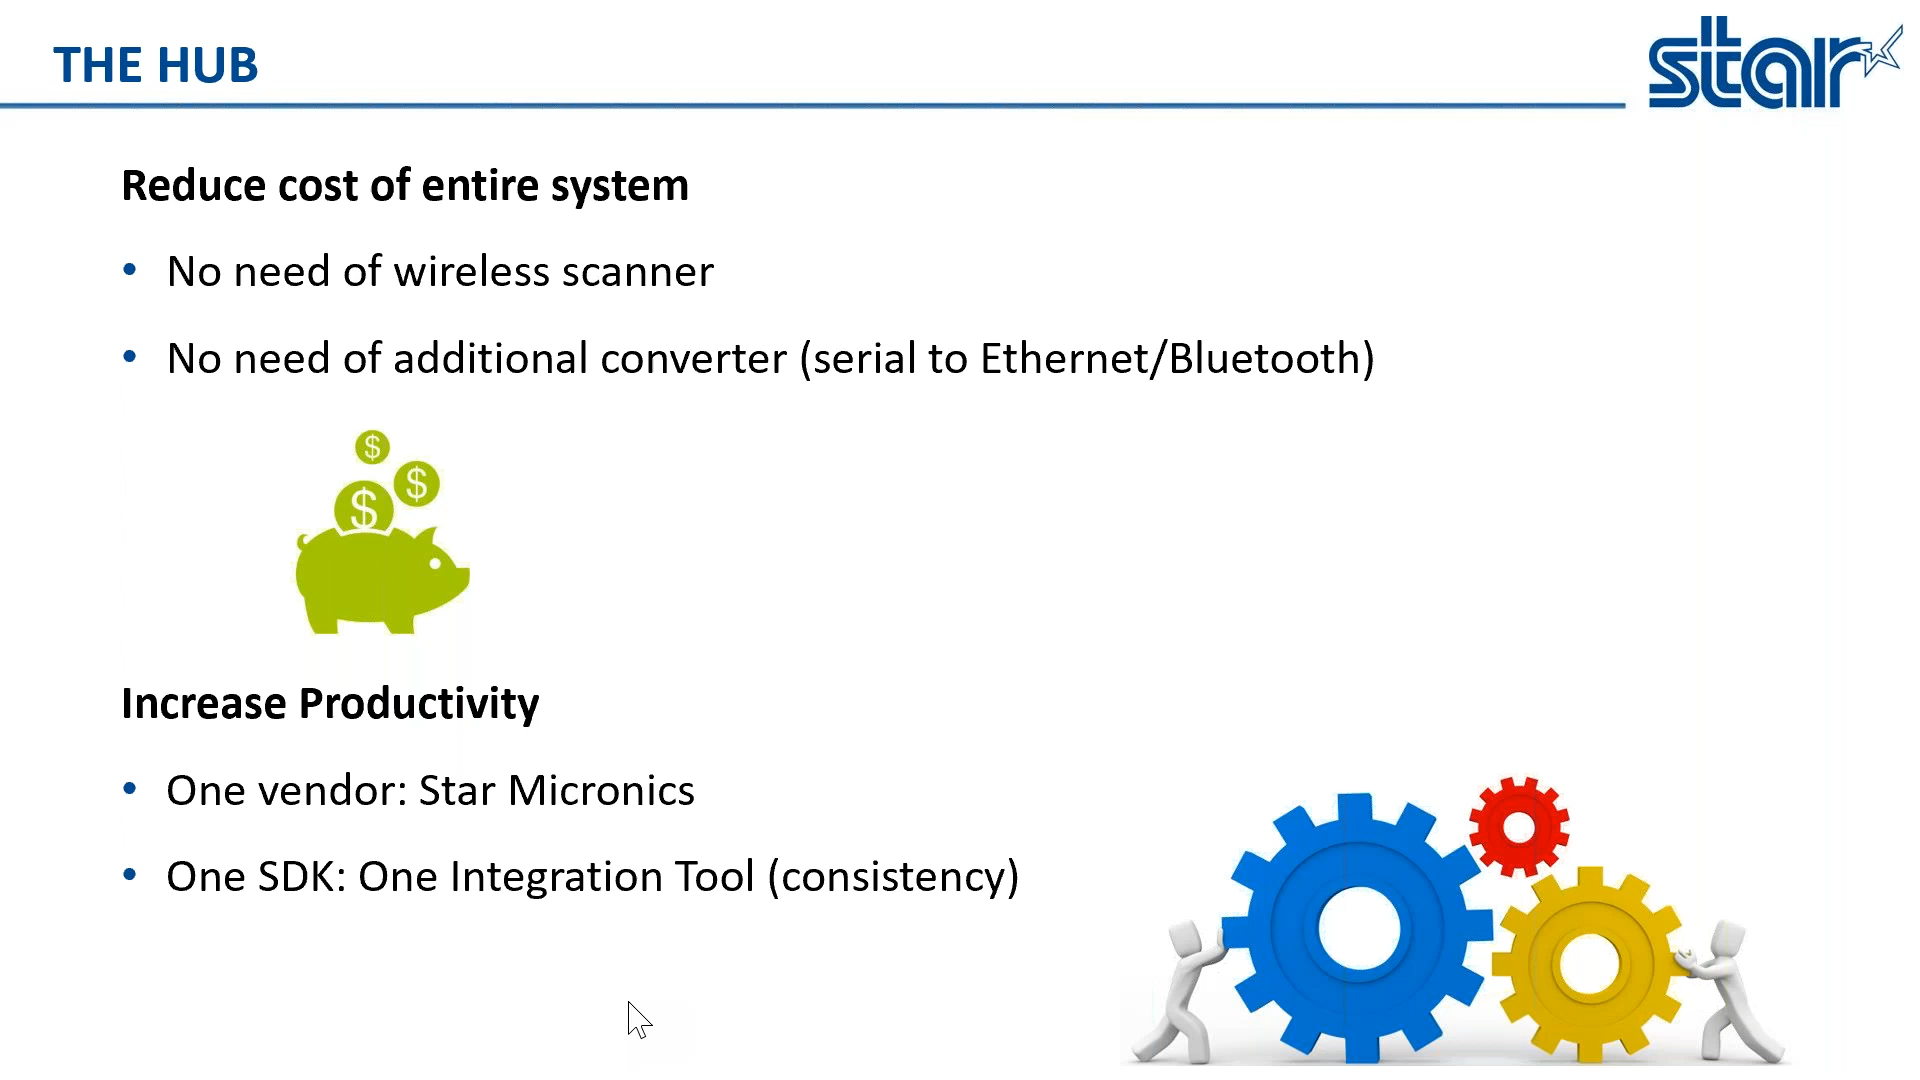 THE HUB
star
Reduce cost of entire system
• No need of wireless scanner
• No need of additional converter (serial to Ethernet/Bluetooth)
$
$
$
Increase Productivity
• One vendor: Star Micronics
• One SDK: One Integration Tool (consistency)